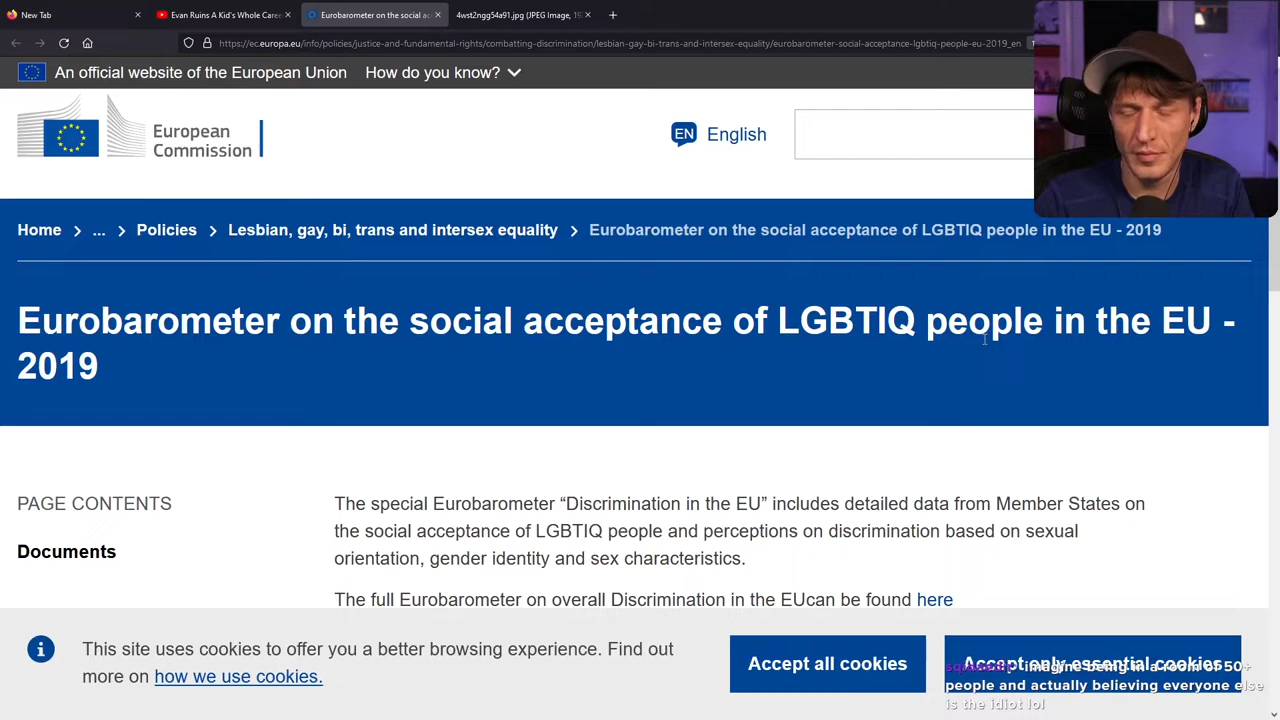 New Tab
Evan Ruins A Kid's Whole Caree
Eurobarometer on the social ac
4wst2ngg54a91.jpg (JPEG Image, 19
https://ec.europa.eu/info/policies/justice-and-fundamental-rights/combatting-discrimination/lesbian-gay-bi-trans-and-intersex-equality/eurobarometer-social-acceptance-lgbtiq-people-eu-2019_en
An official website of the European Union How do you know?
European
Commission
EN English
Home ... Policies Lesbian, gay, bi, trans and intersex equality Eurobarometer on the social acceptance of LGBTIQ people in the EU - 2019
Eurobarometer on the social acceptance of LGBTIQ people in the EU -
2019
PAGE CONTENTS
Documents
The special Eurobarometer “Discrimination in the EU” includes detailed data from Member States on
the social acceptance of LGBTIQ people and perceptions on discrimination based on sexual
orientation, gender identity and sex characteristics.
The full Eurobarometer on overall Discrimination in the EUcan be found here
This site uses cookies to offer you a better browsing experience. Find out
more on how we use cookies.
Accept all cookies
Accept only essential cookies
imagine being in a room of 50+
people and actually believing everyone else
is the idiot lol